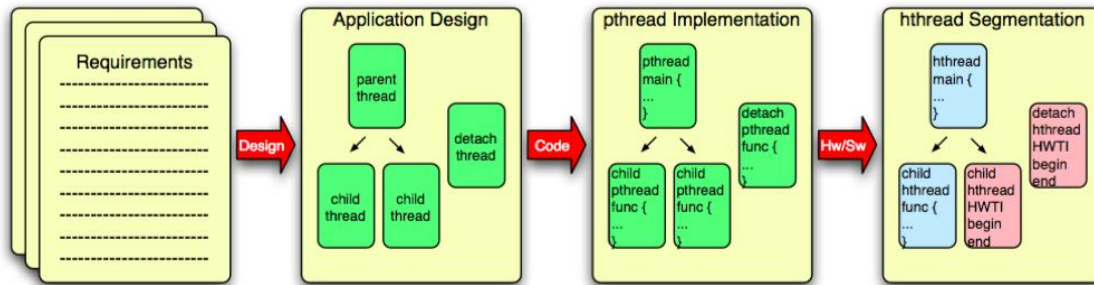 Requirements
Design
Application Design
parent
thread
detach
thread
child
thread
child
thread
Code
pthread Implementation
pthread
main {
...
}
detach
pthread
func {
...
}
child
pthread
func {
...
}
child
pthread
func {
...
}
Hw/Sw
hthread Segmentation
hthread
main {
...
}
detach
hthread
HWTI
begin
end
child
hthread
func {
...
}
child
hthread
HWTI
begin
end